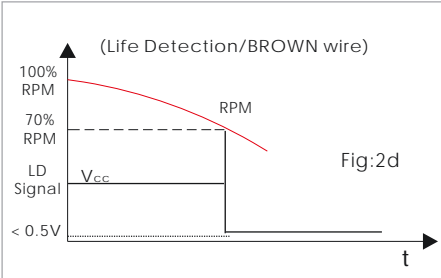 (Life Detection/BROWN wire)
100%
RPM
RPM
70%
RPM
Fig:2d
LD
Signal
Vcc
< 0.5V
t